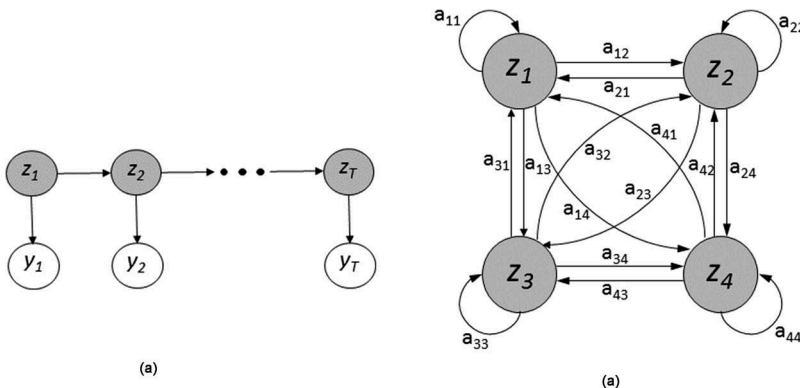 z1 z2 zT
y1 y2 yT
(a)
a11 a22
z1 a12 z2
a21
a41
a31 a13 a32 a42 a24
a14 a23
z3 a34 z4
a43
a33 a44
(a)